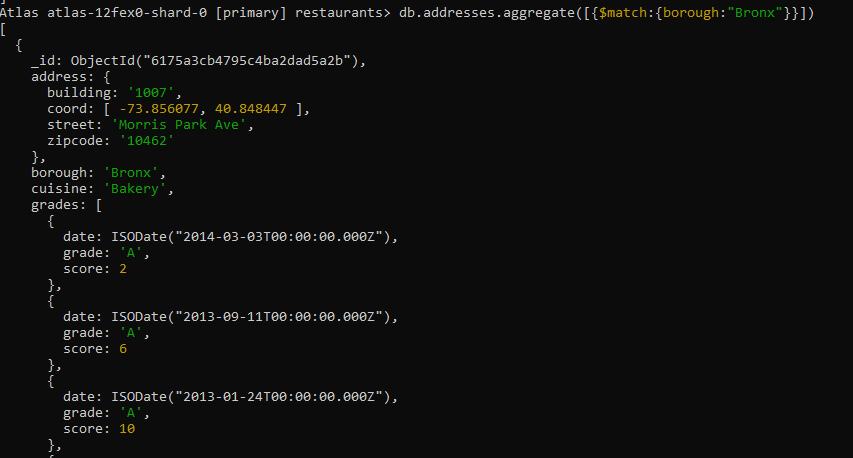 Atlas atlas-12fex0-shard-0 [primary] restaurants> db.addresses.aggregate([{$match:{borough:"Bronx"}}])
[
  {
    _id: ObjectId("6175a3cb4795c4ba2dad5a2b"),
    address: {
      building: '1007',
      coord: [ -73.856077, 40.848447 ],
      street: 'Morris Park Ave',
      zipcode: '10462'
    },
    borough: 'Bronx',
    cuisine: 'Bakery',
    grades: [
      {
        date: ISODate("2014-03-03T00:00:00.000Z"),
        grade: 'A',
        score: 2
      },
      {
        date: ISODate("2013-09-11T00:00:00.000Z"),
        grade: 'A',
        score: 6
      },
      {
        date: ISODate("2013-01-24T00:00:00.000Z"),
        grade: 'A',
        score: 10
      },